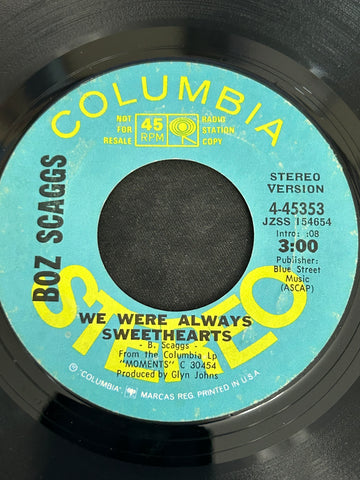 COLUMBIA
NOT FOR RESALE
45 RPM
RADIO STATION COPY
BOZ SCAGGS
STEREO VERSION
4-45353
JZSS 154654
Intro: :08
3:00
Publisher:
Blue Street
Music
(ASCAP)
STEREO
WE WERE ALWAYS
SWEETHEARTS
- B. Scaggs -
From the Columbia Lp
"MOMENTS" C 30454
Produced by Glyn Johns
® "COLUMBIA" MARCAS REG. PRINTED IN U.S.A.